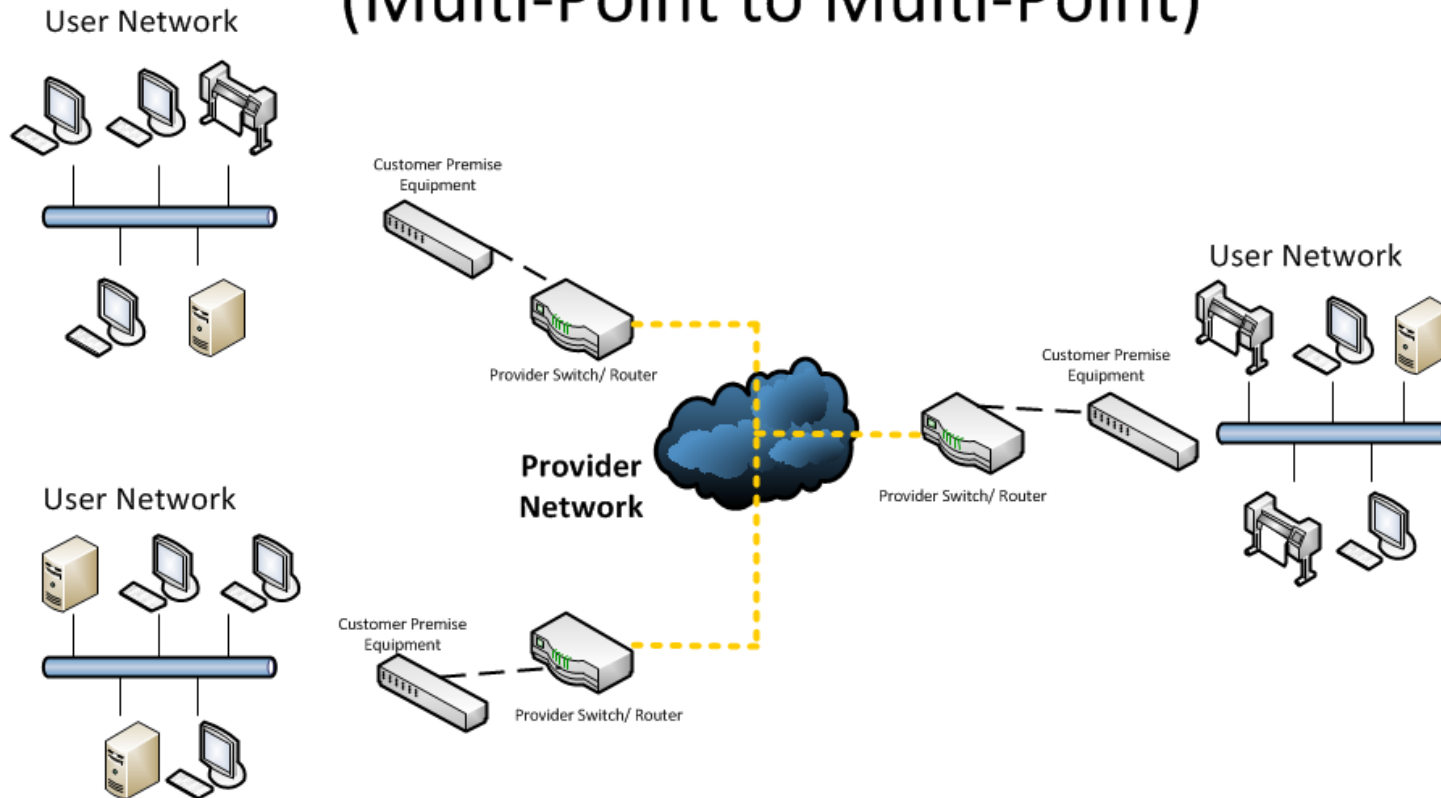 (Multi-Point to Multi-Point)
User Network
Customer Premise
Equipment
Provider Switch/ Router
User Network
Customer Premise
Equipment
Provider Switch/ Router
Provider
Network
User Network
Customer Premise
Equipment
Provider Switch/ Router